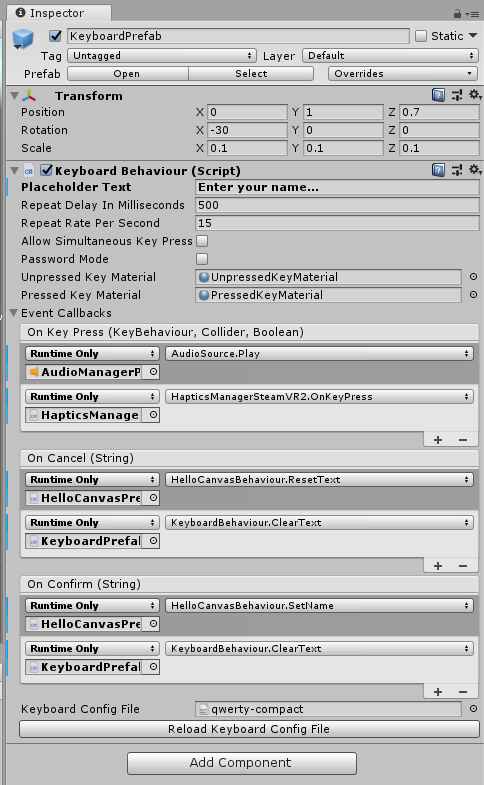 Inspector
KeyboardPrefab Static
Tag Untagged Layer Default
Prefab Open Select Overrides
Transform
Position X 0 Y 1 Z 0.7
Rotation X -30 Y 0 Z 0
Scale X 0.1 Y 0.1 Z 0.1
Keyboard Behaviour (Script)
Placeholder Text Enter your name...
Repeat Delay In Milliseconds 500
Repeat Rate Per Second 15
Allow Simultaneous Key Press
Password Mode
Unpressed Key Material UnpressedKeyMaterial
Pressed Key Material PressedKeyMaterial
Event Callbacks
On Key Press (KeyBehaviour, Collider, Boolean)
Runtime Only AudioSource.Play
AudioManagerP
Runtime Only HapticsManagerSteamVR2.OnKeyPress
HapticsManage
+ −
On Cancel (String)
Runtime Only HelloCanvasBehaviour.ResetText
HelloCanvasPre
Runtime Only KeyboardBehaviour.ClearText
KeyboardPrefal
+ −
On Confirm (String)
Runtime Only HelloCanvasBehaviour.SetName
HelloCanvasPre
Runtime Only KeyboardBehaviour.ClearText
KeyboardPrefal
+ −
Keyboard Config File qwerty-compact
Reload Keyboard Config File
Add Component